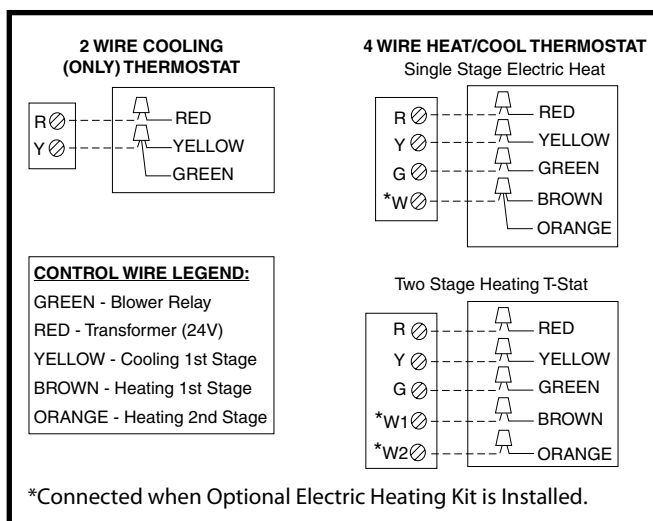 2 WIRE COOLING
(ONLY) THERMOSTAT
R
RED
Y
YELLOW
GREEN
4 WIRE HEAT/COOL THERMOSTAT
Single Stage Electric Heat
R
RED
Y
YELLOW
G
GREEN
*W
BROWN
ORANGE
CONTROL WIRE LEGEND:
GREEN - Blower Relay
RED - Transformer (24V)
YELLOW - Cooling 1st Stage
BROWN - Heating 1st Stage
ORANGE - Heating 2nd Stage
Two Stage Heating T-Stat
R
RED
Y
YELLOW
G
GREEN
*W1
BROWN
*W2
ORANGE
*Connected when Optional Electric Heating Kit is Installed.